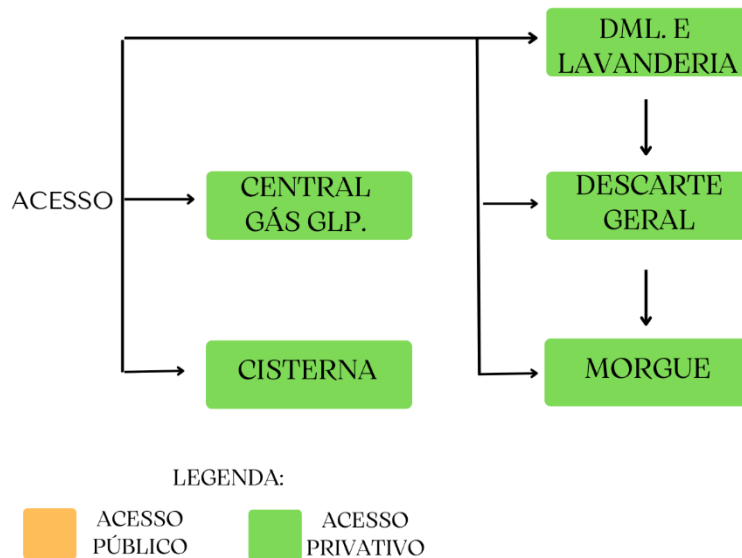 DML. E
LAVANDERIA
ACESSO
CENTRAL
GÁS GLP.
DESCARTE
GERAL
CISTERNA
MORGUE
LEGENDA:
ACESSO
PÚBLICO
ACESSO
PRIVATIVO